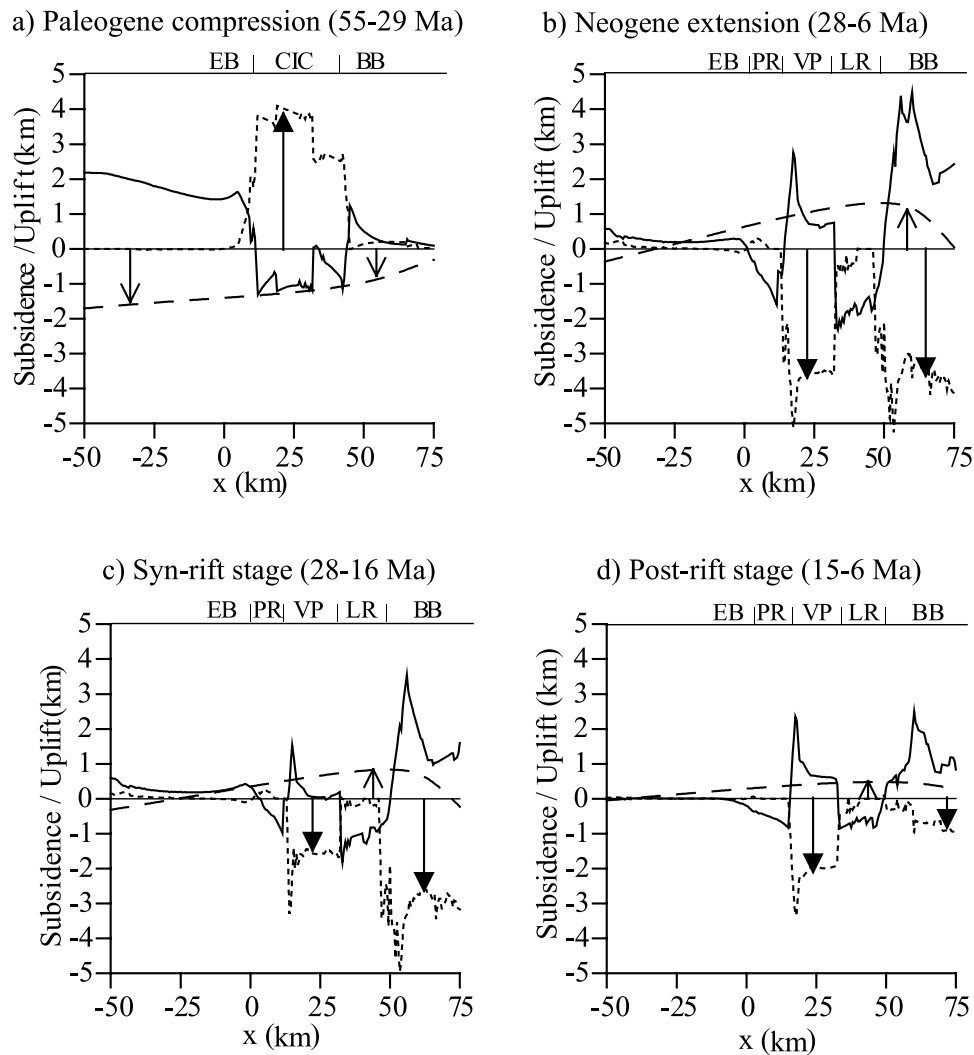 a) Paleogene compression (55-29 Ma)
EB CIC BB
5
4
3
2
1
0
-1
-2
-3
-4
-5
Subsidence /Uplift (km)
-50 -25 0 25 50 75
x (km)
b) Neogene extension (28-6 Ma)
EB PR VP LR BB
5
4
3
2
1
0
-1
-2
-3
-4
-5
Subsidence / Uplift (km)
-50 -25 0 25 50 75
x (km)
c) Syn-rift stage (28-16 Ma)
EB PR VP LR BB
5
4
3
2
1
0
-1
-2
-3
-4
-5
Subsidence / Uplift(km)
-50 -25 0 25 50 75
x (km)
d) Post-rift stage (15-6 Ma)
EB PR VP LR BB
5
4
3
2
1
0
-1
-2
-3
-4
-5
Subsidence / Uplift (km)
-50 -25 0 25 50 75
x (km)